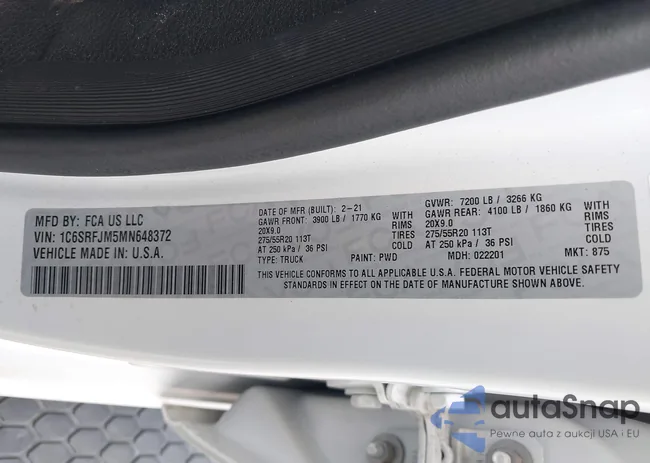 MFD BY: FCA US LLC
VIN: 1C6SRFJM5MN648372
VEHICLE MADE IN: U.S.A.
DATE OF MFR (BUILT): 2-21
GAWR FRONT: 3900 LB / 1770 KG
20X9.0
275/55R20 113T
AT 250 kPa / 36 PSI
TYPE: TRUCK
WITH
RIMS
TIRES
PAINT: PWD
GVWR: 7200 LB / 3266 KG
GAWR REAR: 4100 LB / 1860 KG
20X9.0
275/55R20 113T
AT 250 kPa / 36 PSI
MDH: 022201
WITH
RIMS
TIRES
MKT: 875
THIS VEHICLE CONFORMS TO ALL APPLICABLE U.S.A. FEDERAL MOTOR VEHICLE SAFETY
STANDARDS IN EFFECT ON THE DATE OF MANUFACTURE SHOWN ABOVE.
autaSnap
Pewne auta z aukcji USA i EU